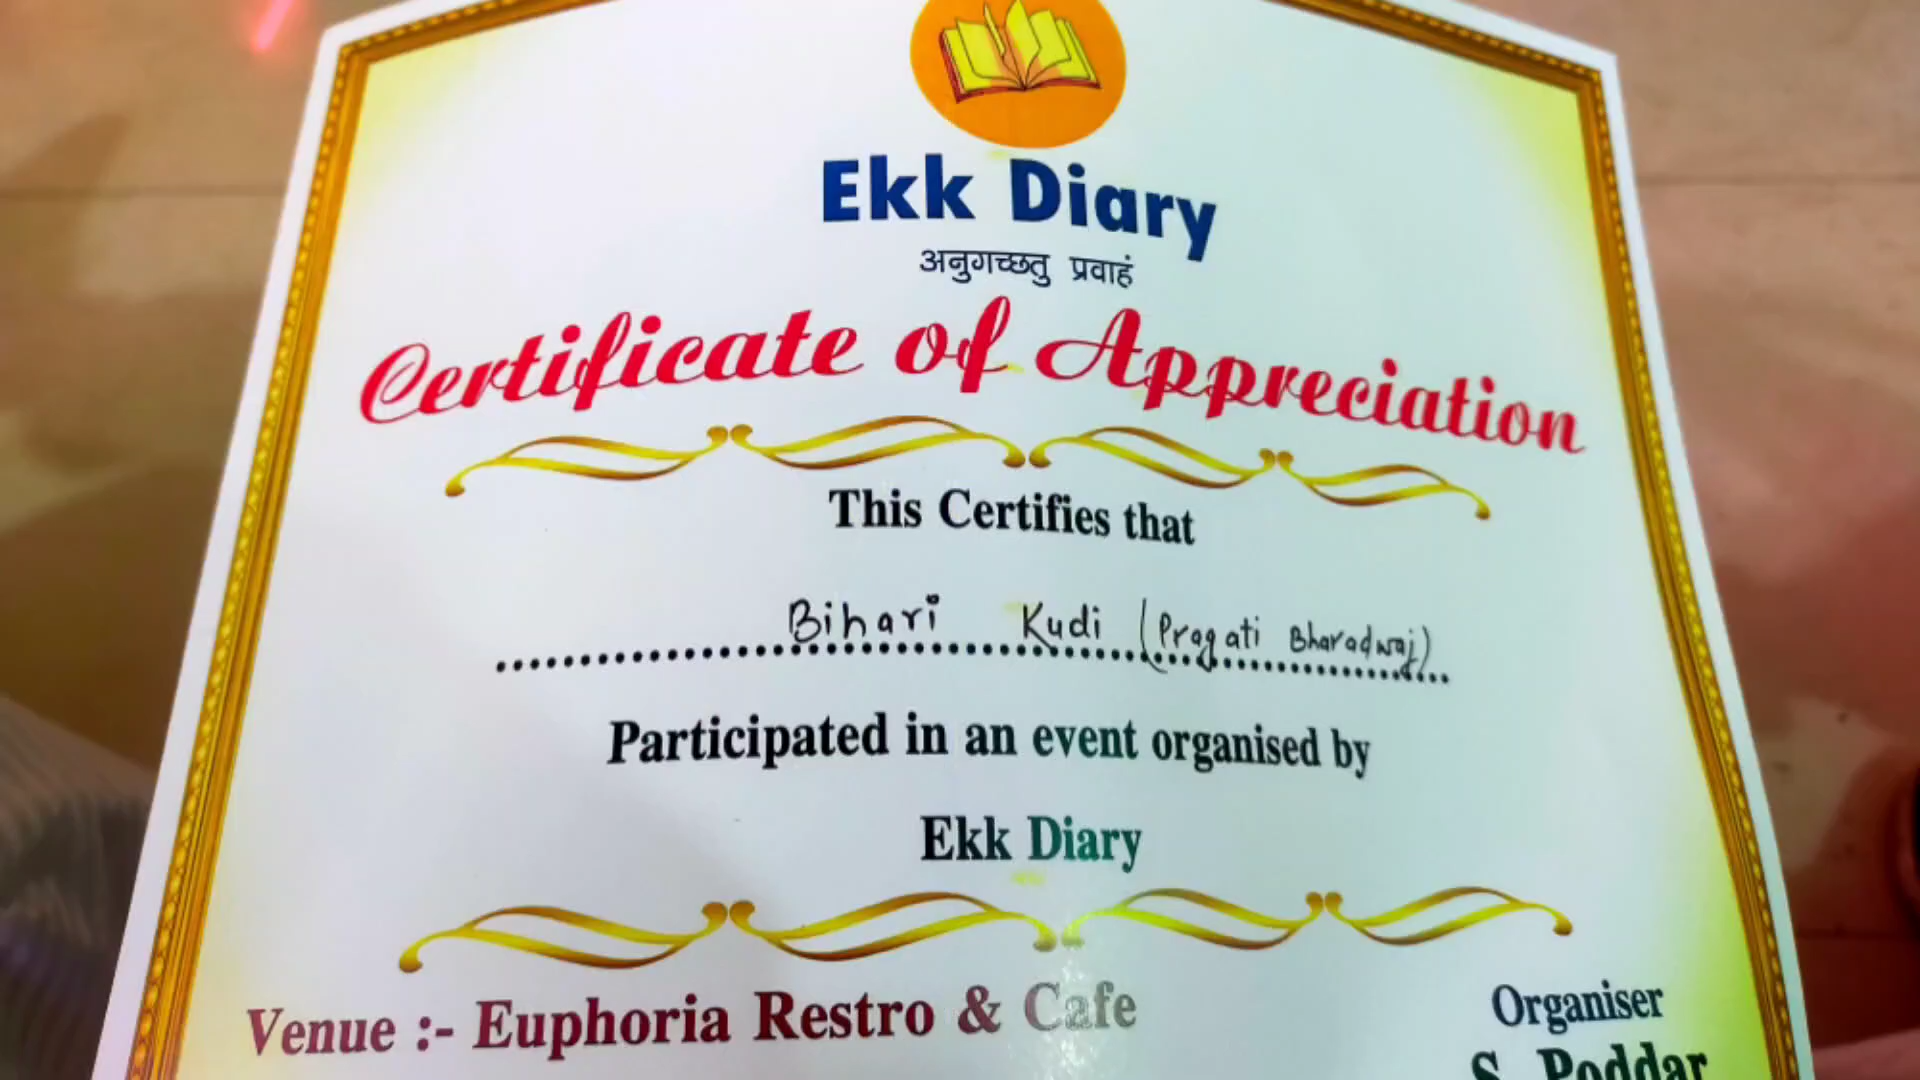 Ekk Diary
अनुगच्छतु प्रवाहं
Certificate of Appreciation
This Certifies that
Bihari Kudi (Pragati Bharadwaj)
Participated in an event organised by
Ekk Diary
Venue :- Euphoria Restro & Cafe
Organiser
S. Poddar